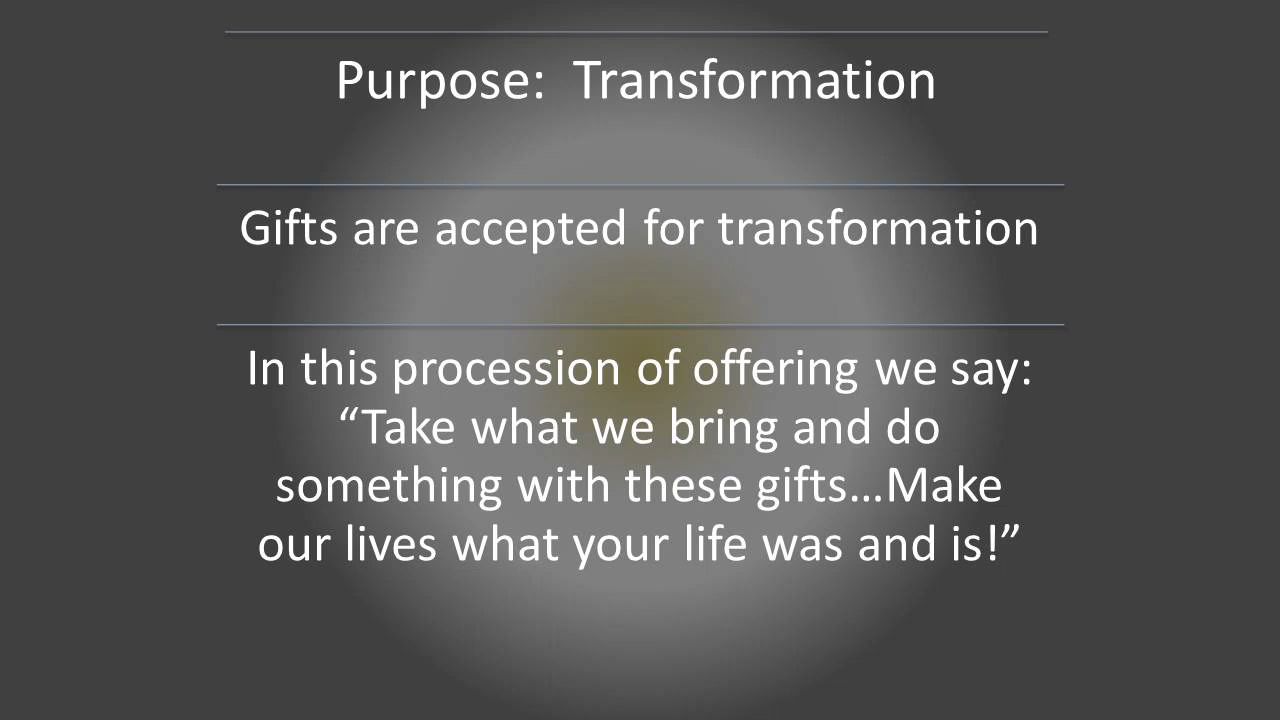 Purpose:  Transformation
Gifts are accepted for transformation
In this procession of offering we say:
“Take what we bring and do
something with these gifts…Make
our lives what your life was and is!”